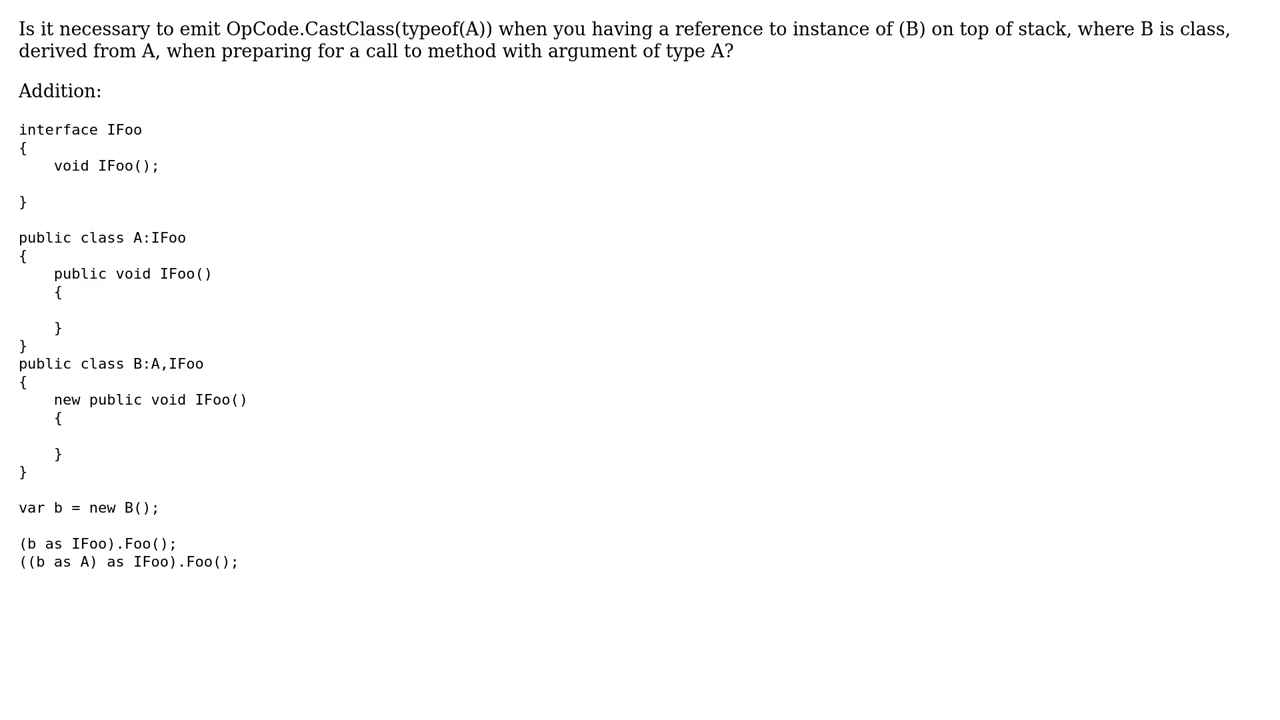 Is it necessary to emit OpCode.CastClass(typeof(A)) when you having a reference to instance of (B) on top of stack, where B is class,
derived from A, when preparing for a call to method with argument of type A?
Addition:
interface IFoo
{
    void IFoo();
}
public class A:IFoo
{
    public void IFoo()
    {
    }
}
public class B:A,IFoo
{
    new public void IFoo()
    {
    }
}
var b = new B();
(b as IFoo).Foo();
((b as A) as IFoo).Foo();